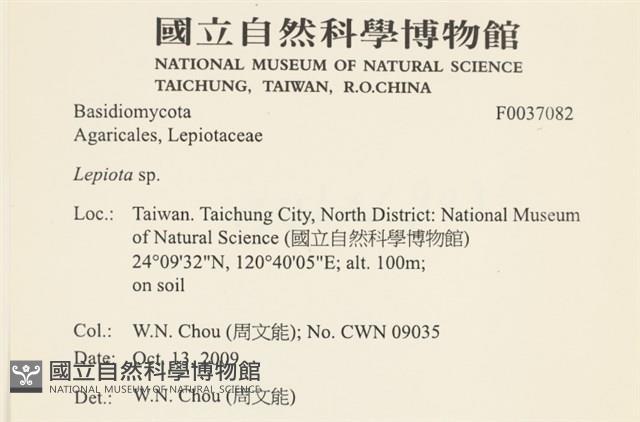 國立自然科學博物館
NATIONAL MUSEUM OF NATURAL SCIENCE
TAICHUNG, TAIWAN, R.O.CHINA
Basidiomycota F0037082
Agaricales, Lepiotaceae
Lepiota sp.
Loc.: Taiwan. Taichung City, North District: National Museum
of Natural Science (國立自然科學博物館)
24°09'32"N, 120°40'05"E; alt. 100m;
on soil
Col.: W.N. Chou (周文能); No. CWN 09035
Date: Oct. 13, 2009
國立自然科學博物館
NATIONAL MUSEUM OF NATURAL SCIENCE
Det.: W.N. Chou (周文能)